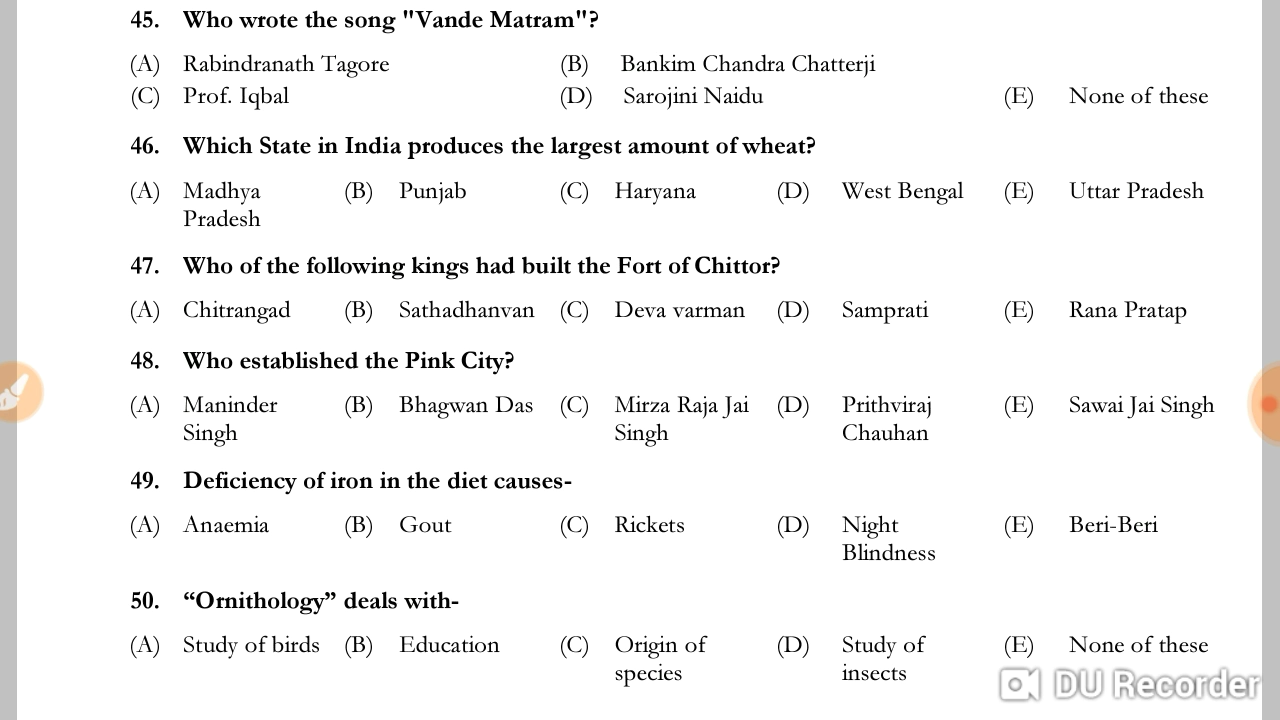 45. Who wrote the song "Vande Matram"?
(A) Rabindranath Tagore (B) Bankim Chandra Chatterji
(C) Prof. Iqbal (D) Sarojini Naidu (E) None of these
46. Which State in India produces the largest amount of wheat?
(A) Madhya Pradesh (B) Punjab (C) Haryana (D) West Bengal (E) Uttar Pradesh
47. Who of the following kings had built the Fort of Chittor?
(A) Chitrangad (B) Sathadhanvan (C) Deva varman (D) Samprati (E) Rana Pratap
48. Who established the Pink City?
(A) Maninder Singh (B) Bhagwan Das (C) Mirza Raja Jai Singh (D) Prithviraj Chauhan (E) Sawai Jai Singh
49. Deficiency of iron in the diet causes-
(A) Anaemia (B) Gout (C) Rickets (D) Night Blindness (E) Beri-Beri
50. “Ornithology” deals with-
(A) Study of birds (B) Education (C) Origin of species (D) Study of insects (E) None of these
DU Recorder